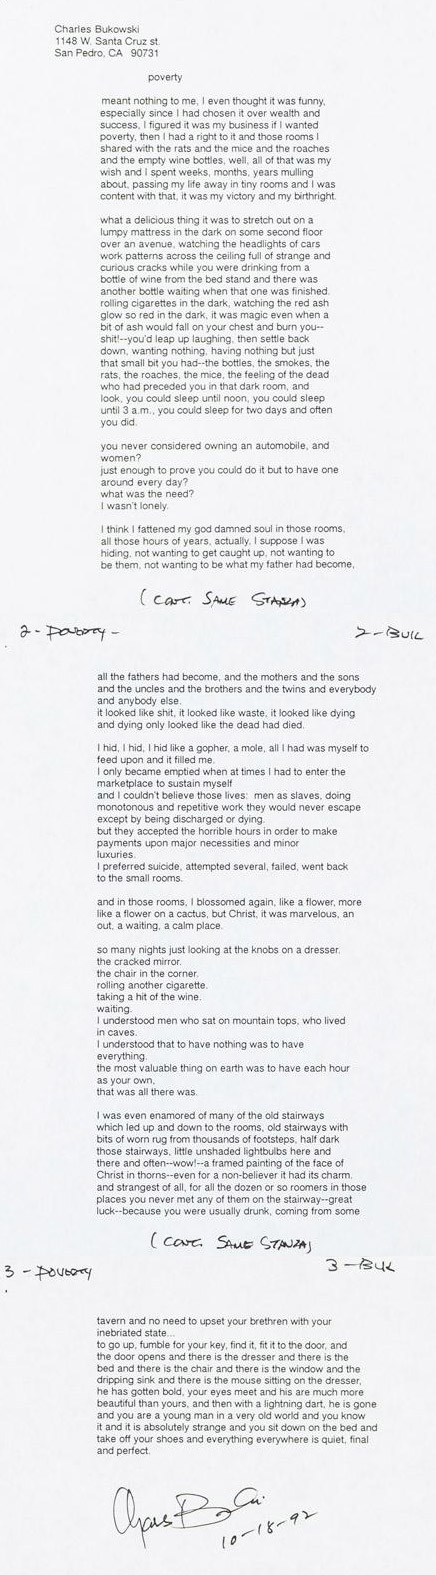 Charles Bukowski
1148 W. Santa Cruz st.
San Pedro, CA 90731
poverty
meant nothing to me, I even thought it was funny,
especially since I had chosen it over wealth and
success, I figured it was my business if I wanted
poverty, then I had a right to it and those rooms I
shared with the rats and the mice and the roaches
and the empty wine bottles, well, all of that was my
wish and I spent weeks, months, years mulling
about, passing my life away in tiny rooms and I was
content with that, it was my victory and my birthright.
what a delicious thing it was to stretch out on a
lumpy mattress in the dark on some second floor
over an avenue, watching the headlights of cars
work patterns across the ceiling full of strange and
curious cracks while you were drinking from a
bottle of wine from the bed stand and there was
another bottle waiting when that one was finished.
rolling cigarettes in the dark, watching the red ash
glow so red in the dark, it was magic even when a
bit of ash would fall on your chest and burn you--
shit!--you'd leap up laughing, then settle back
down, wanting nothing, having nothing but just
that small bit you had--the bottles, the smokes, the
rats, the roaches, the mice, the feeling of the dead
who had preceded you in that dark room, and
look, you could sleep until noon, you could sleep
until 3 a.m., you could sleep for two days and often
you did.
you never considered owning an automobile, and
women?
just enough to prove you could do it but to have one
around every day?
what was the need?
I wasn't lonely.
I think I fattened my god damned soul in those rooms,
all those hours of years, actually, I suppose I was
hiding, not wanting to get caught up, not wanting to
be them, not wanting to be what my father had become,
(CONT. SAME STANZA)
2 - POVERTY -
2 - BUK
all the fathers had become, and the mothers and the sons
and the uncles and the brothers and the twins and everybody
and anybody else.
it looked like shit, it looked like waste, it looked like dying
and dying only looked like the dead had died.
I hid, I hid, I hid like a gopher, a mole, all I had was myself to
feed upon and it filled me.
I only became emptied when at times I had to enter the
marketplace to sustain myself
and I couldn't believe those lives: men as slaves, doing
monotonous and repetitive work they would never escape
except by being discharged or dying.
but they accepted the horrible hours in order to make
payments upon major necessities and minor
luxuries.
I preferred suicide, attempted several, failed, went back
to the small rooms.
and in those rooms, I blossomed again, like a flower, more
like a flower on a cactus, but Christ, it was marvelous, an
out, a waiting, a calm place.
so many nights just looking at the knobs on a dresser.
the cracked mirror.
the chair in the corner.
rolling another cigarette.
taking a hit of the wine.
waiting.
I understood men who sat on mountain tops, who lived
in caves.
I understood that to have nothing was to have
everything.
the most valuable thing on earth was to have each hour
as your own,
that was all there was.
I was even enamored of many of the old stairways
which led up and down to the rooms, old stairways with
bits of worn rug from thousands of footsteps, half dark
those stairways, little unshaded lightbulbs here and
there and often--wow!--a framed painting of the face of
Christ in thorns--even for a non-believer it had its charm.
and strangest of all, for all the dozen or so roomers in those
places you never met any of them on the stairway--great
luck--because you were usually drunk, coming from some
(CONT. SAME STANZA)
3 - POVERTY
3 - BUK
tavern and no need to upset your brethren with your
inebriated state...
to go up, fumble for your key, find it, fit it to the door, and
the door opens and there is the dresser and there is the
bed and there is the chair and there is the window and the
dripping sink and there is the mouse sitting on the dresser,
he has gotten bold, your eyes meet and his are much more
beautiful than yours, and then with a lightning dart, he is gone
and you are a young man in a very old world and you know
it and it is absolutely strange and you sit down on the bed and
take off your shoes and everything everywhere is quiet, final
and perfect.
10-18-92